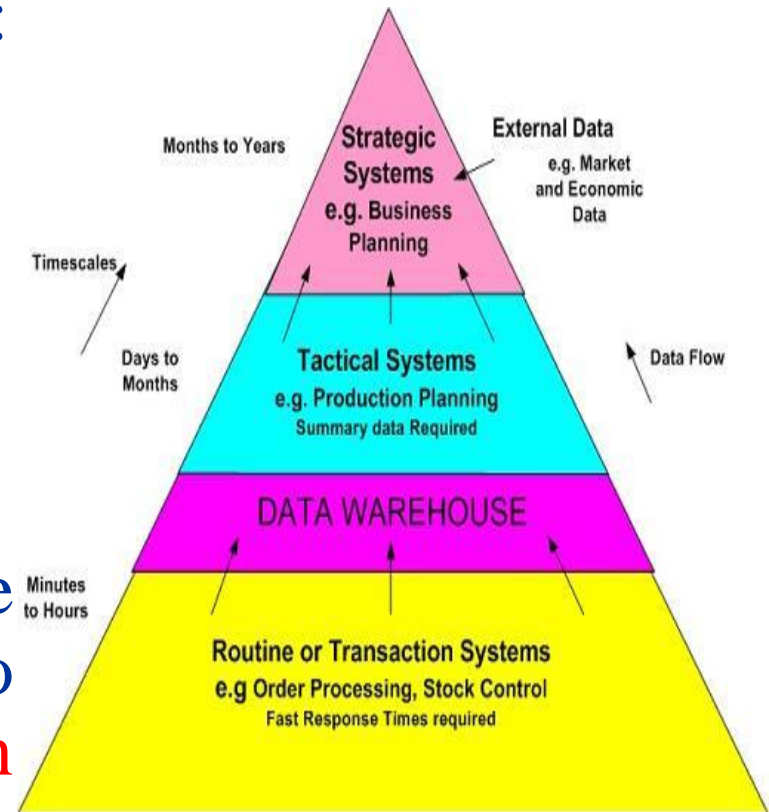 :
Months to Years
Strategic
Systems
e.g. Business
Planning
External Data
e.g. Market
and Economic
Data
Timescales
Days to
Months
Tactical Systems
e.g. Production Planning
Summary data Required
Data Flow
DATA WAREHOUSE
Minutes
to Hours
Routine or Transaction Systems
e.g Order Processing, Stock Control
Fast Response Times required